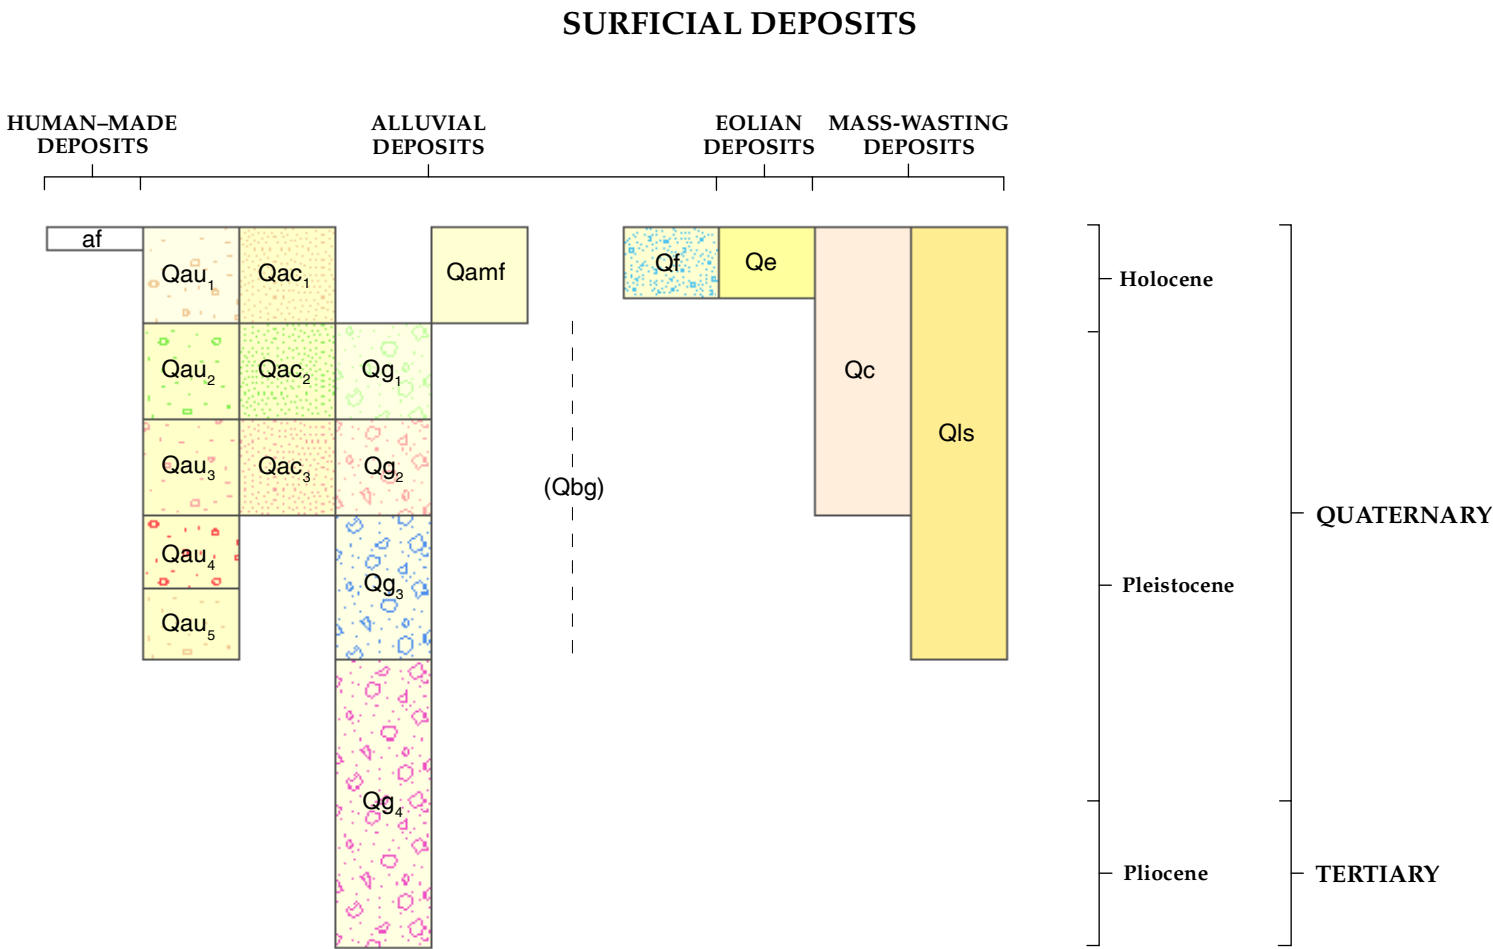 SURFICIAL DEPOSITS
HUMAN–MADE
DEPOSITS
ALLUVIAL
DEPOSITS
EOLIAN
DEPOSITS
MASS-WASTING
DEPOSITS
af
Qau1
Qac1
Qamf
Qf
Qe
Holocene
Qau2
Qac2
Qg1
Qc
Qls
Qau3
Qac3
Qg2
(Qbg)
QUATERNARY
Qau4
Qg3
Pleistocene
Qau5
Qg4
Pliocene
TERTIARY